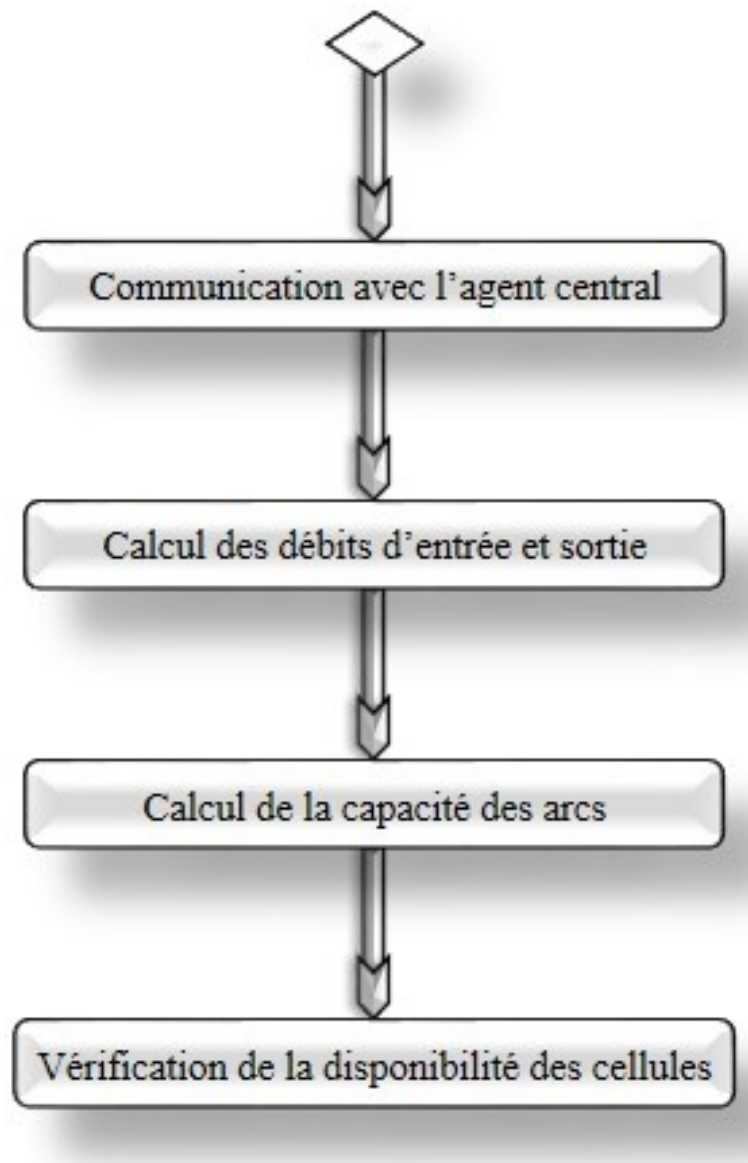 Communication avec l’agent central
Calcul des débits d’entrée et sortie
Calcul de la capacité des arcs
Vérification de la disponibilité des cellules